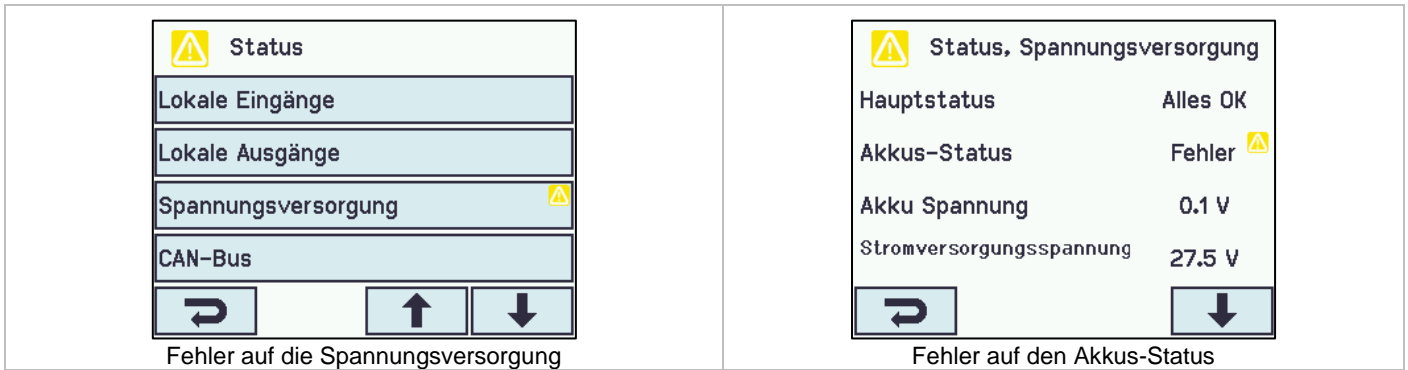 Status
Lokale Eingänge
Lokale Ausgänge
Spannungsversorgung
CAN-Bus
Fehler auf die Spannungsversorgung
Status, Spannungsversorgung
Hauptstatus Alles OK
Akkus-Status Fehler
Akku Spannung 0.1 V
Stromversorgungsspannung 27.5 V
Fehler auf den Akkus-Status